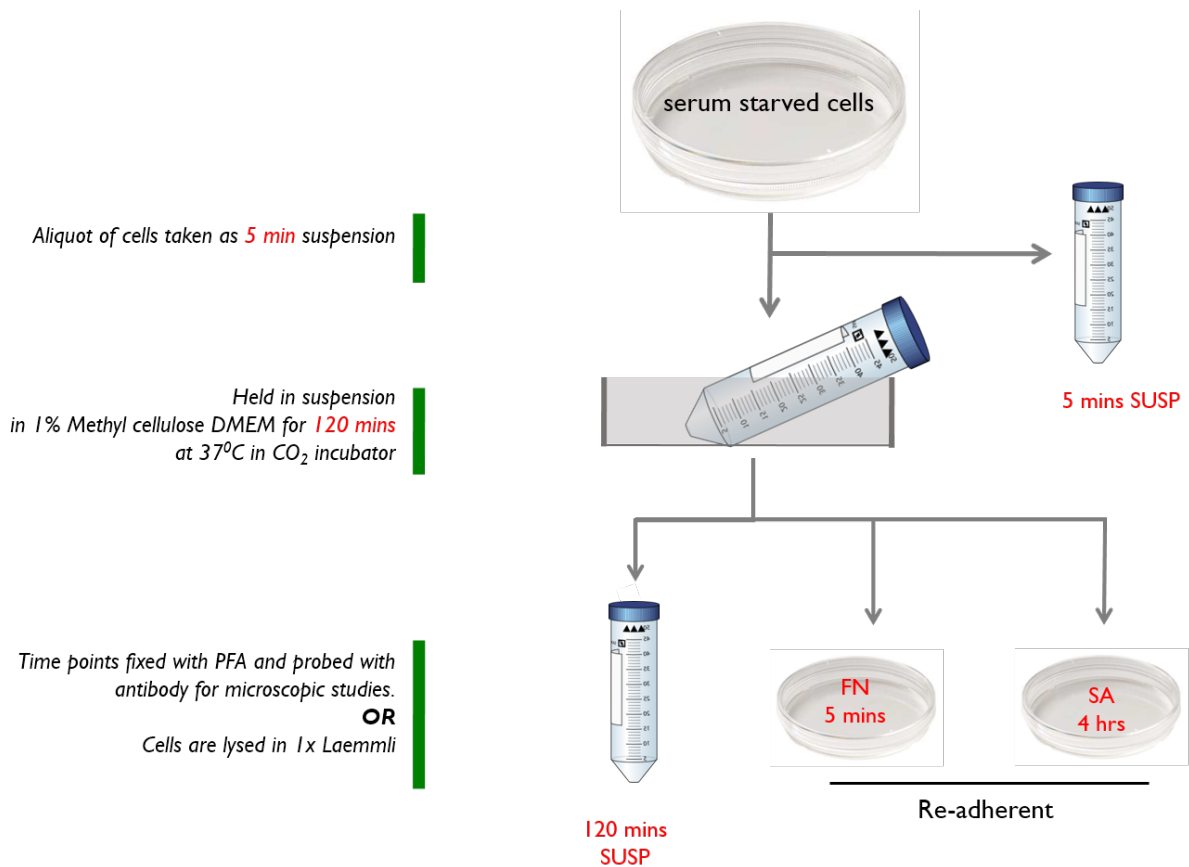 serum starved cells
Aliquot of cells taken as 5 min suspension
5 mins SUSP
Held in suspension
in 1% Methyl cellulose DMEM for 120 mins
at 37⁰C in CO₂ incubator
Time points fixed with PFA and probed with
antibody for microscopic studies.
OR
Cells are lysed in 1x Laemmli
120 mins
SUSP
FN
5 mins
SA
4 hrs
Re-adherent